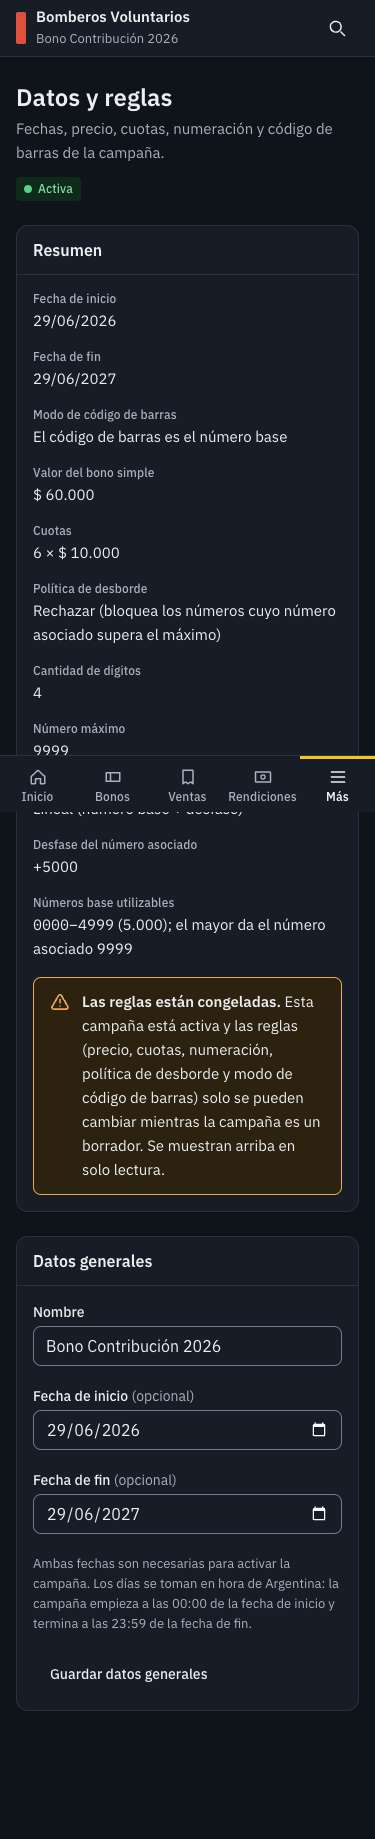 Bomberos Voluntarios
Bono Contribución 2026
Datos y reglas
Fechas, precio, cuotas, numeración y código de
barras de la campaña.
Activa
Resumen
Fecha de inicio
29/06/2026
Fecha de fin
29/06/2027
Modo de código de barras
El código de barras es el número base
Valor del bono simple
$ 60.000
Cuotas
6 × $ 10.000
Política de desborde
Rechazar (bloquea los números cuyo número
asociado supera el máximo)
Cantidad de dígitos
4
Número máximo
9999
Inicio
Bonos
Ventas
Rendiciones
Más
Lineal (número base + desfase)
Desfase del número asociado
+5000
Números base utilizables
0000–4999 (5.000); el mayor da el número
asociado 9999
Las reglas están congeladas. Esta
campaña está activa y las reglas
(precio, cuotas, numeración,
política de desborde y modo de
código de barras) solo se pueden
cambiar mientras la campaña es un
borrador. Se muestran arriba en
solo lectura.
Datos generales
Nombre
Bono Contribución 2026
Fecha de inicio (opcional)
29/06/2026
Fecha de fin (opcional)
29/06/2027
Ambas fechas son necesarias para activar la
campaña. Los días se toman en hora de Argentina: la
campaña empieza a las 00:00 de la fecha de inicio y
termina a las 23:59 de la fecha de fin.
Guardar datos generales